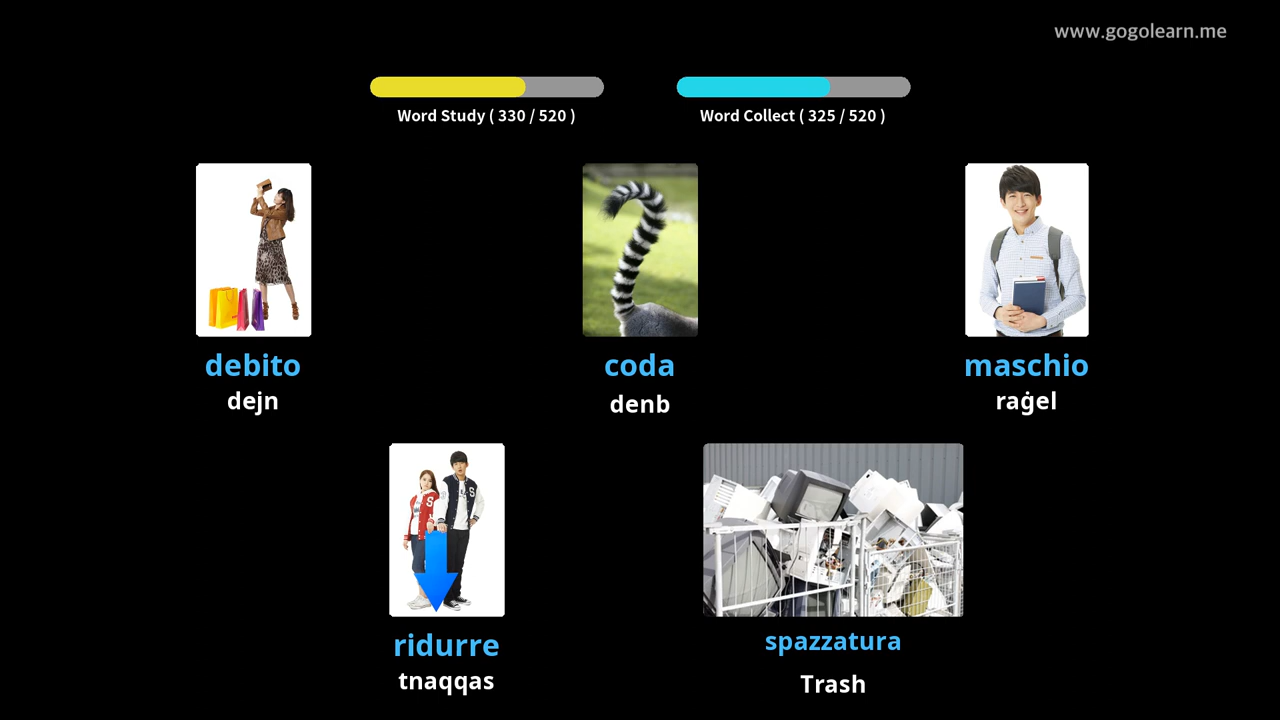 www.gogolearn.me
Word Study ( 330 / 520 )
Word Collect ( 325 / 520 )
debito
dejn
coda
denb
maschio
raġel
ridurre
tnaqqas
spazzatura
Trash